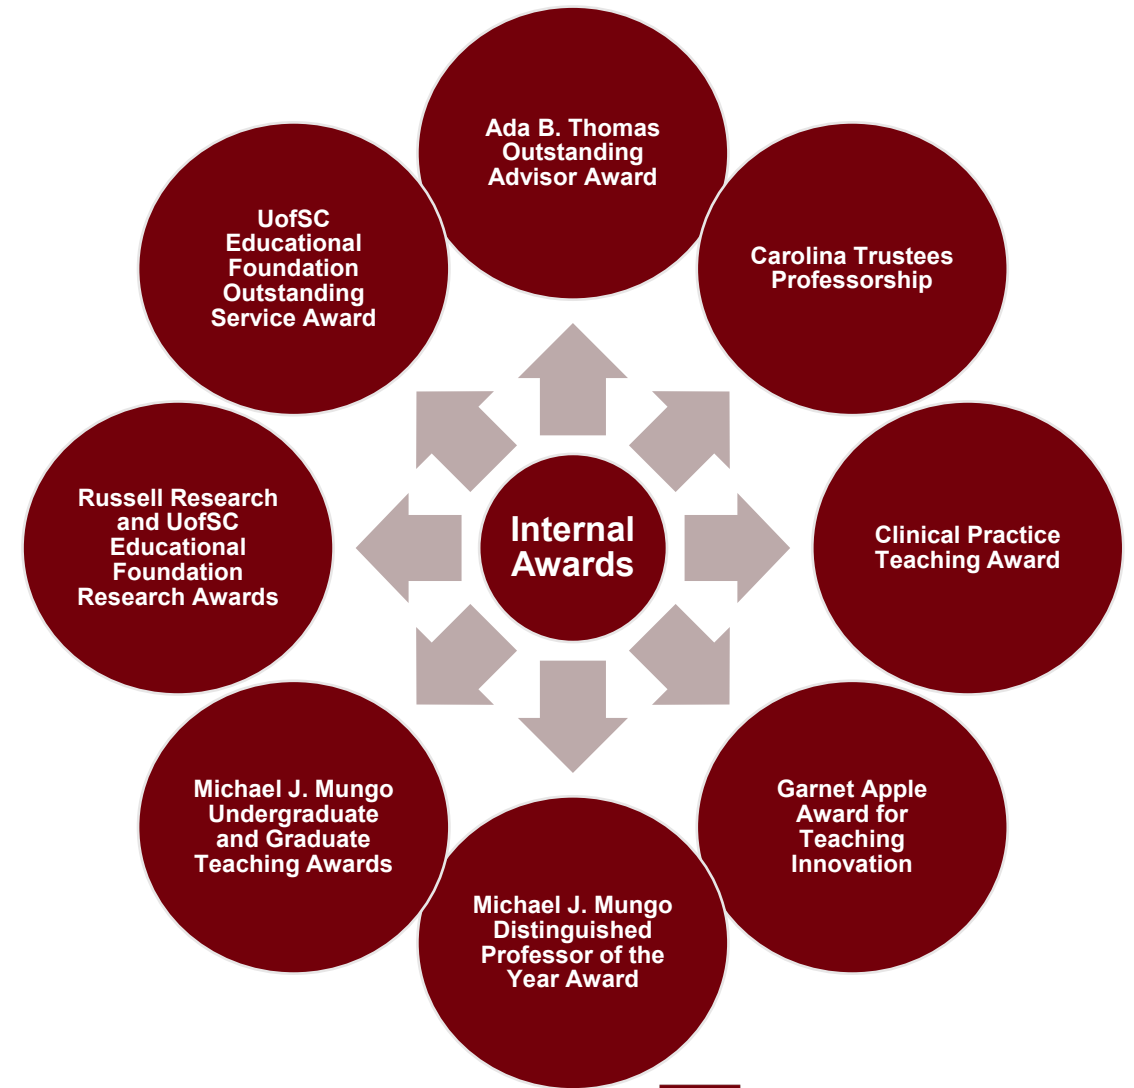 Ada B. Thomas
Outstanding
Advisor Award
Carolina Trustees
Professorship
Clinical Practice
Teaching Award
Garnet Apple
Award for
Teaching
Innovation
Michael J. Mungo
Distinguished
Professor of the
Year Award
Michael J. Mungo
Undergraduate
and Graduate
Teaching Awards
Russell Research
and UofSC
Educational
Foundation
Research Awards
UofSC
Educational
Foundation
Outstanding
Service Award
Internal
Awards